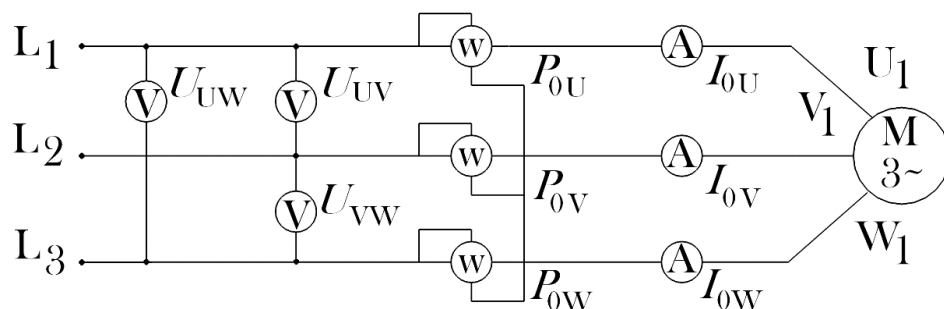 L1 W P0U A I0U U1
V UUW V UUV V1
L2 W P0V A I0V M 3~
V UVW
L3 W P0W A I0W W1